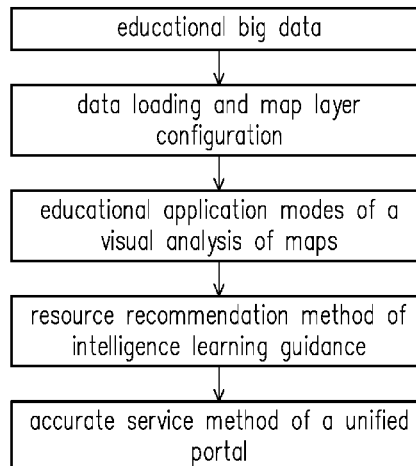 educational big data
data loading and map layer
configuration
educational application modes of a
visual analysis of maps
resource recommendation method of
intelligence learning guidance
accurate service method of a unified
portal